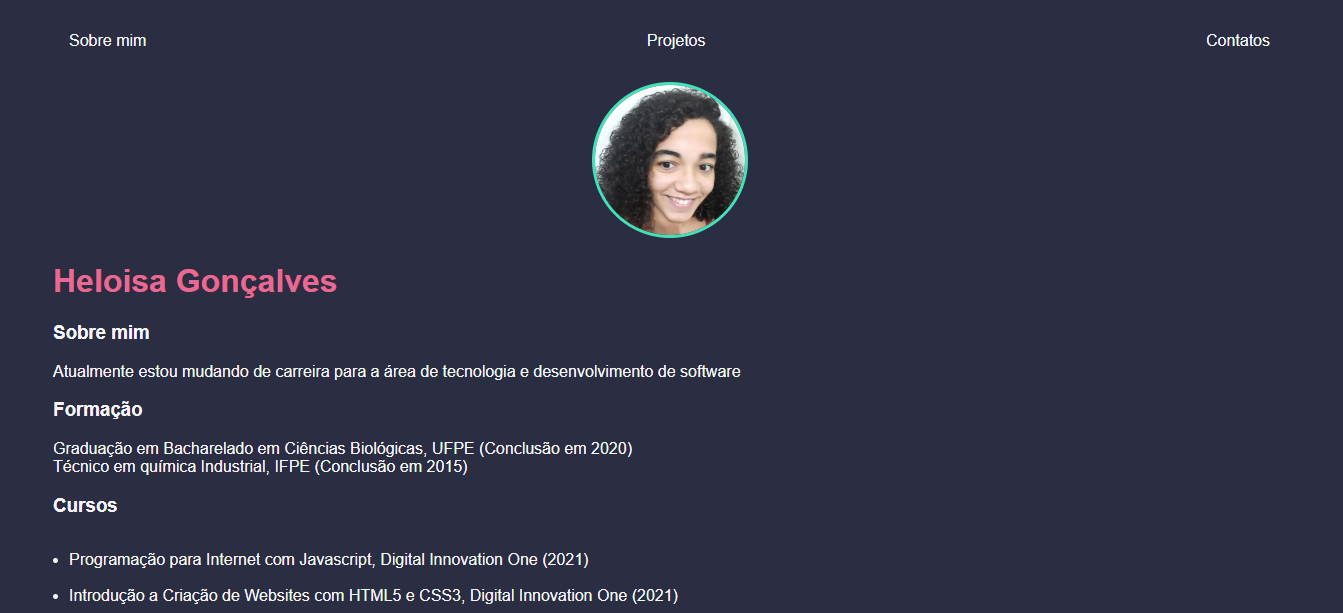 Sobre mim Projetos Contatos
Heloisa Gonçalves
Sobre mim
Atualmente estou mudando de carreira para a área de tecnologia e desenvolvimento de software
Formação
Graduação em Bacharelado em Ciências Biológicas, UFPE (Conclusão em 2020)
Técnico em química Industrial, IFPE (Conclusão em 2015)
Cursos
• Programação para Internet com Javascript, Digital Innovation One (2021)
• Introdução a Criação de Websites com HTML5 e CSS3, Digital Innovation One (2021)